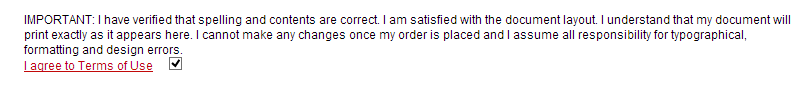 IMPORTANT: I have verified that spelling and contents are correct. I am satisfied with the document layout. I understand that my document will
print exactly as it appears here. I cannot make any changes once my order is placed and I assume all responsibility for typographical,
formatting and design errors.
I agree to Terms of Use